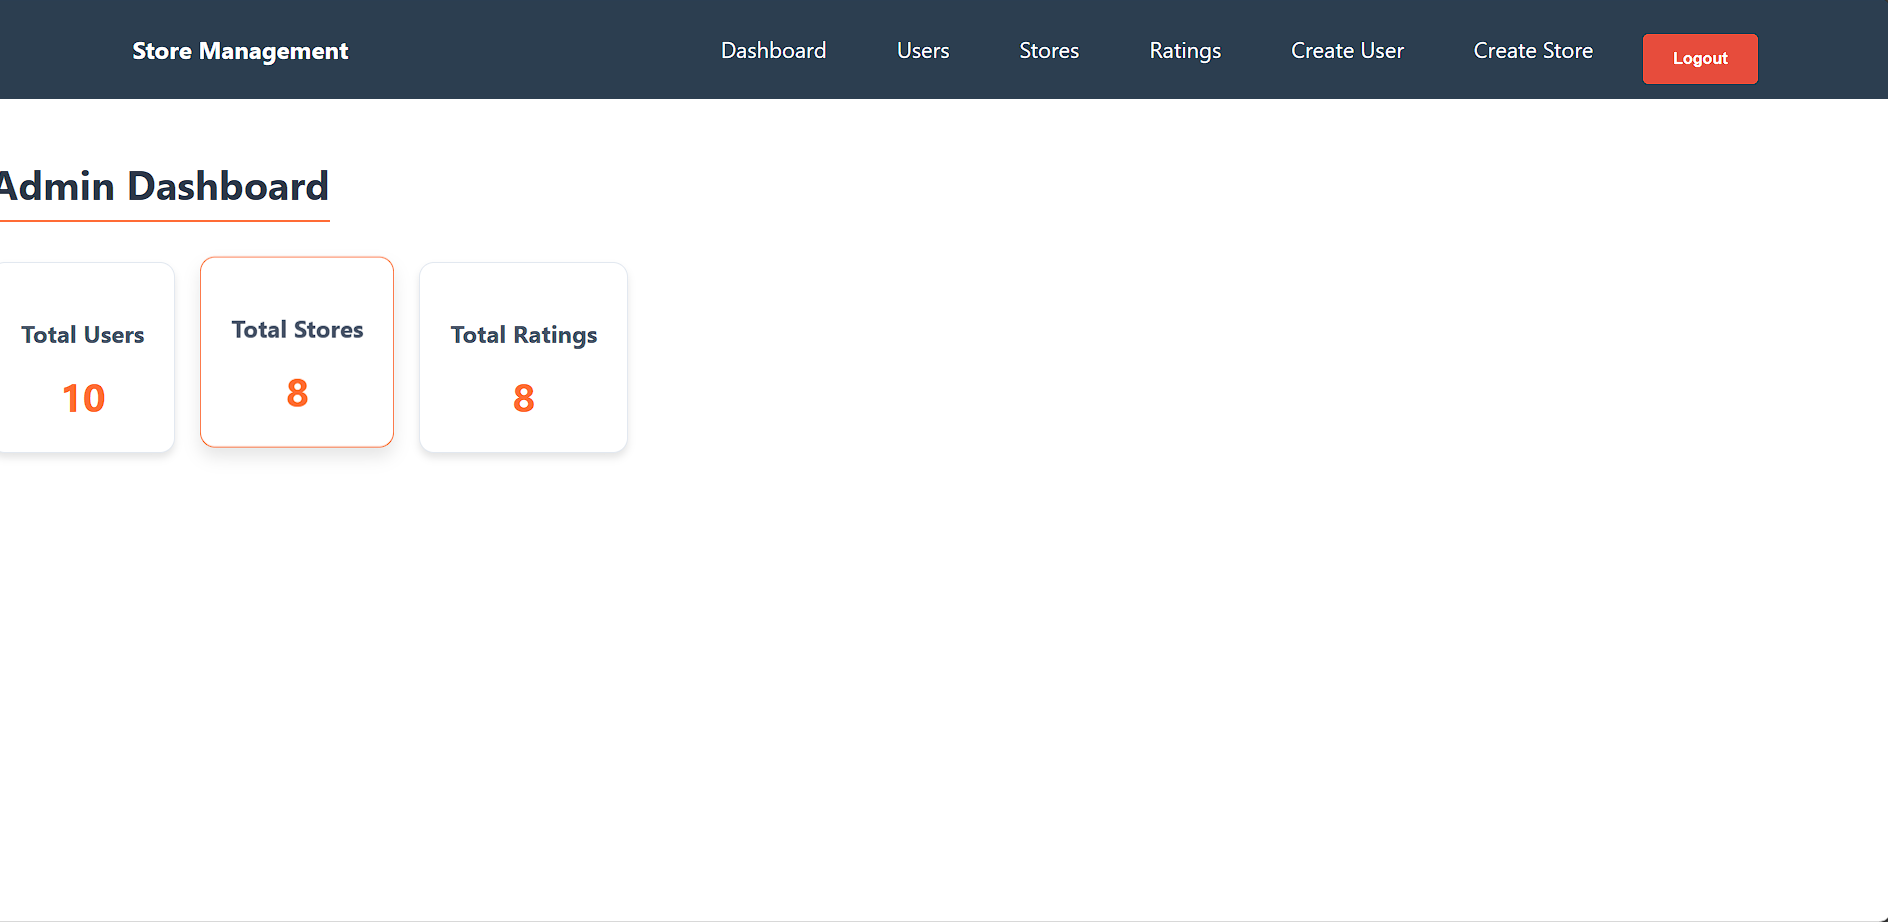 Store Management Dashboard Users Stores Ratings Create User Create Store Logout
Admin Dashboard
Total Users Total Stores Total Ratings
10 8 8